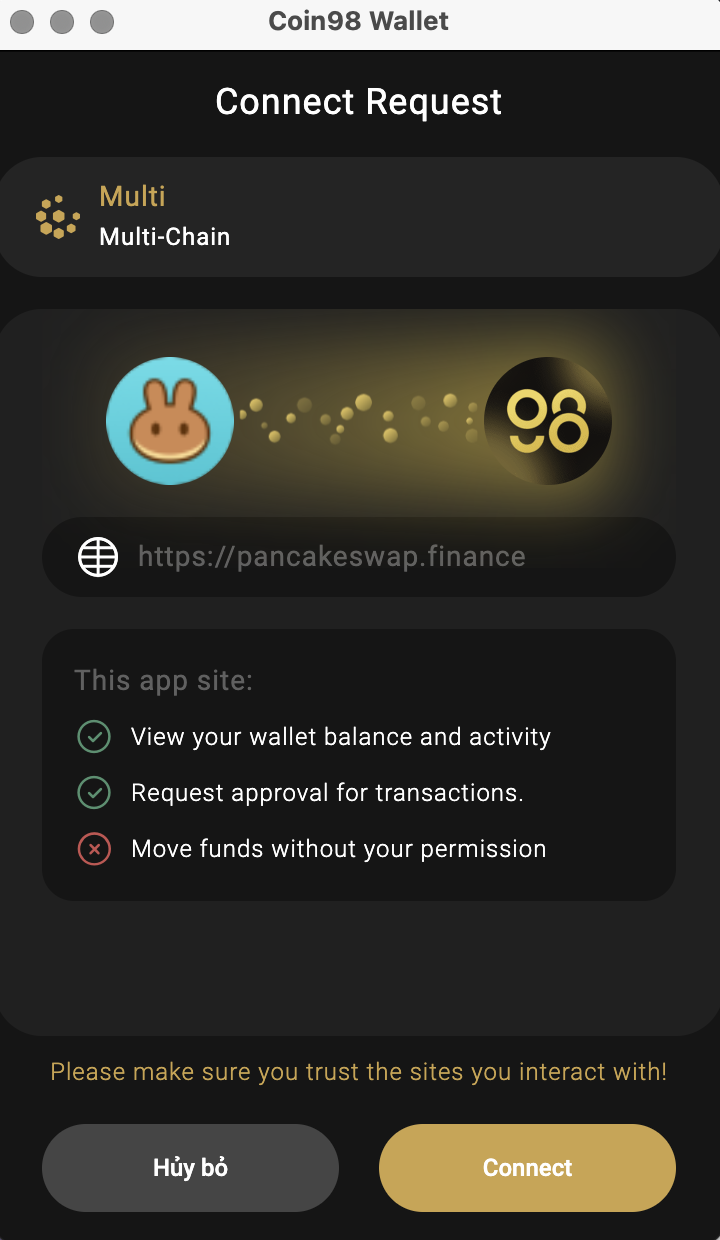 Coin98 Wallet
Connect Request
Multi
Multi-Chain
98
https://pancakeswap.finance
This app site:
View your wallet balance and activity
Request approval for transactions.
Move funds without your permission
Please make sure you trust the sites you interact with!
Hủy bỏ
Connect